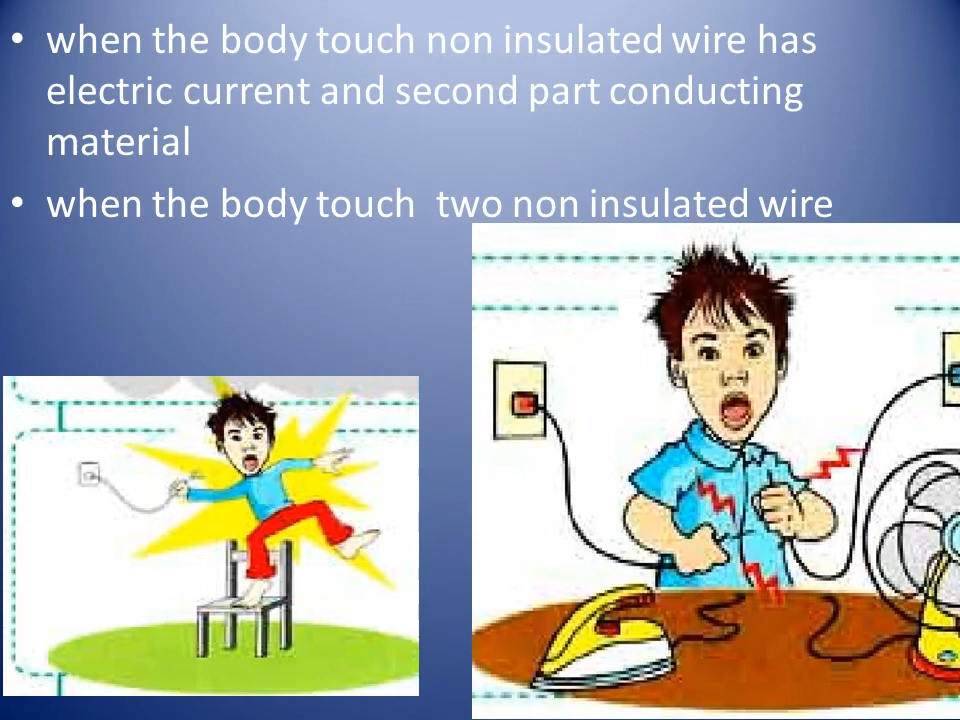 • when the body touch non insulated wire has
electric current and second part conducting
material
• when the body touch  two non insulated wire